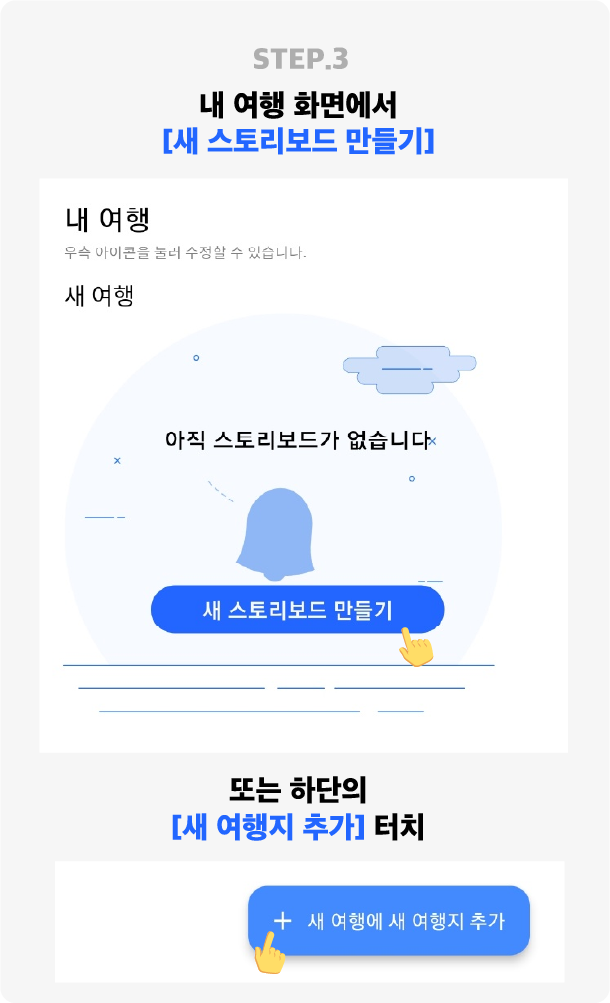 STEP.3
내 여행 화면에서
[새 스토리보드 만들기]
내 여행
우측 아이콘을 눌러 수정할 수 있습니다.
새 여행
아직 스토리보드가 없습니다
새 스토리보드 만들기
또는 하단의
[새 여행지 추가] 터치
+ 새 여행에 새 여행지 추가